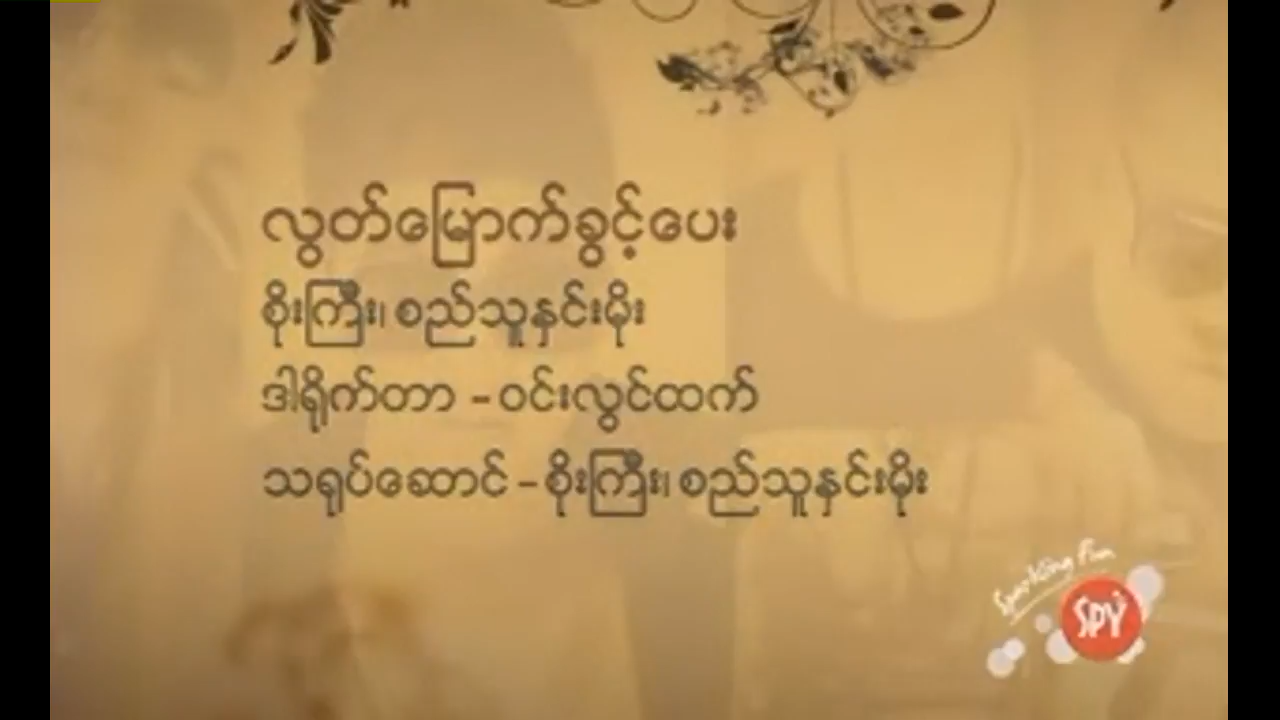 လွတ်မြောက်ခွင့်ပေး
စိုးကြီး၊ စည်သူနှင်းမိုး
ဒါရိုက်တာ - ဝင်းလွင်ထက်
သရုပ်ဆောင် - စိုးကြီး၊ စည်သူနှင်းမိုး
Sparkling Fun
SPY